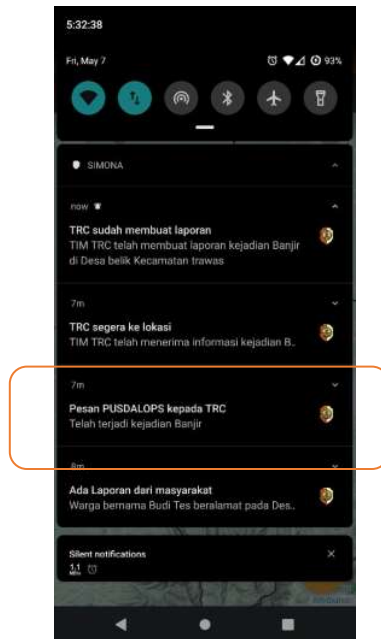 5:32:38
Fri, May 7
93%
SIMONA
now
TRC sudah membuat laporan
TIM TRC telah membuat laporan kejadian Banjir
di Desa belik Kecamatan trawas
7m
TRC segera ke lokasi
TIM TRC telah menerima informasi kejadian B..
7m
Pesan PUSDALOPS kepada TRC
Telah terjadi kejadian Banjir
8m
Ada Laporan dari masyarakat
Warga bernama Budi Tes beralamat pada Des..
Silent notifications
1.1